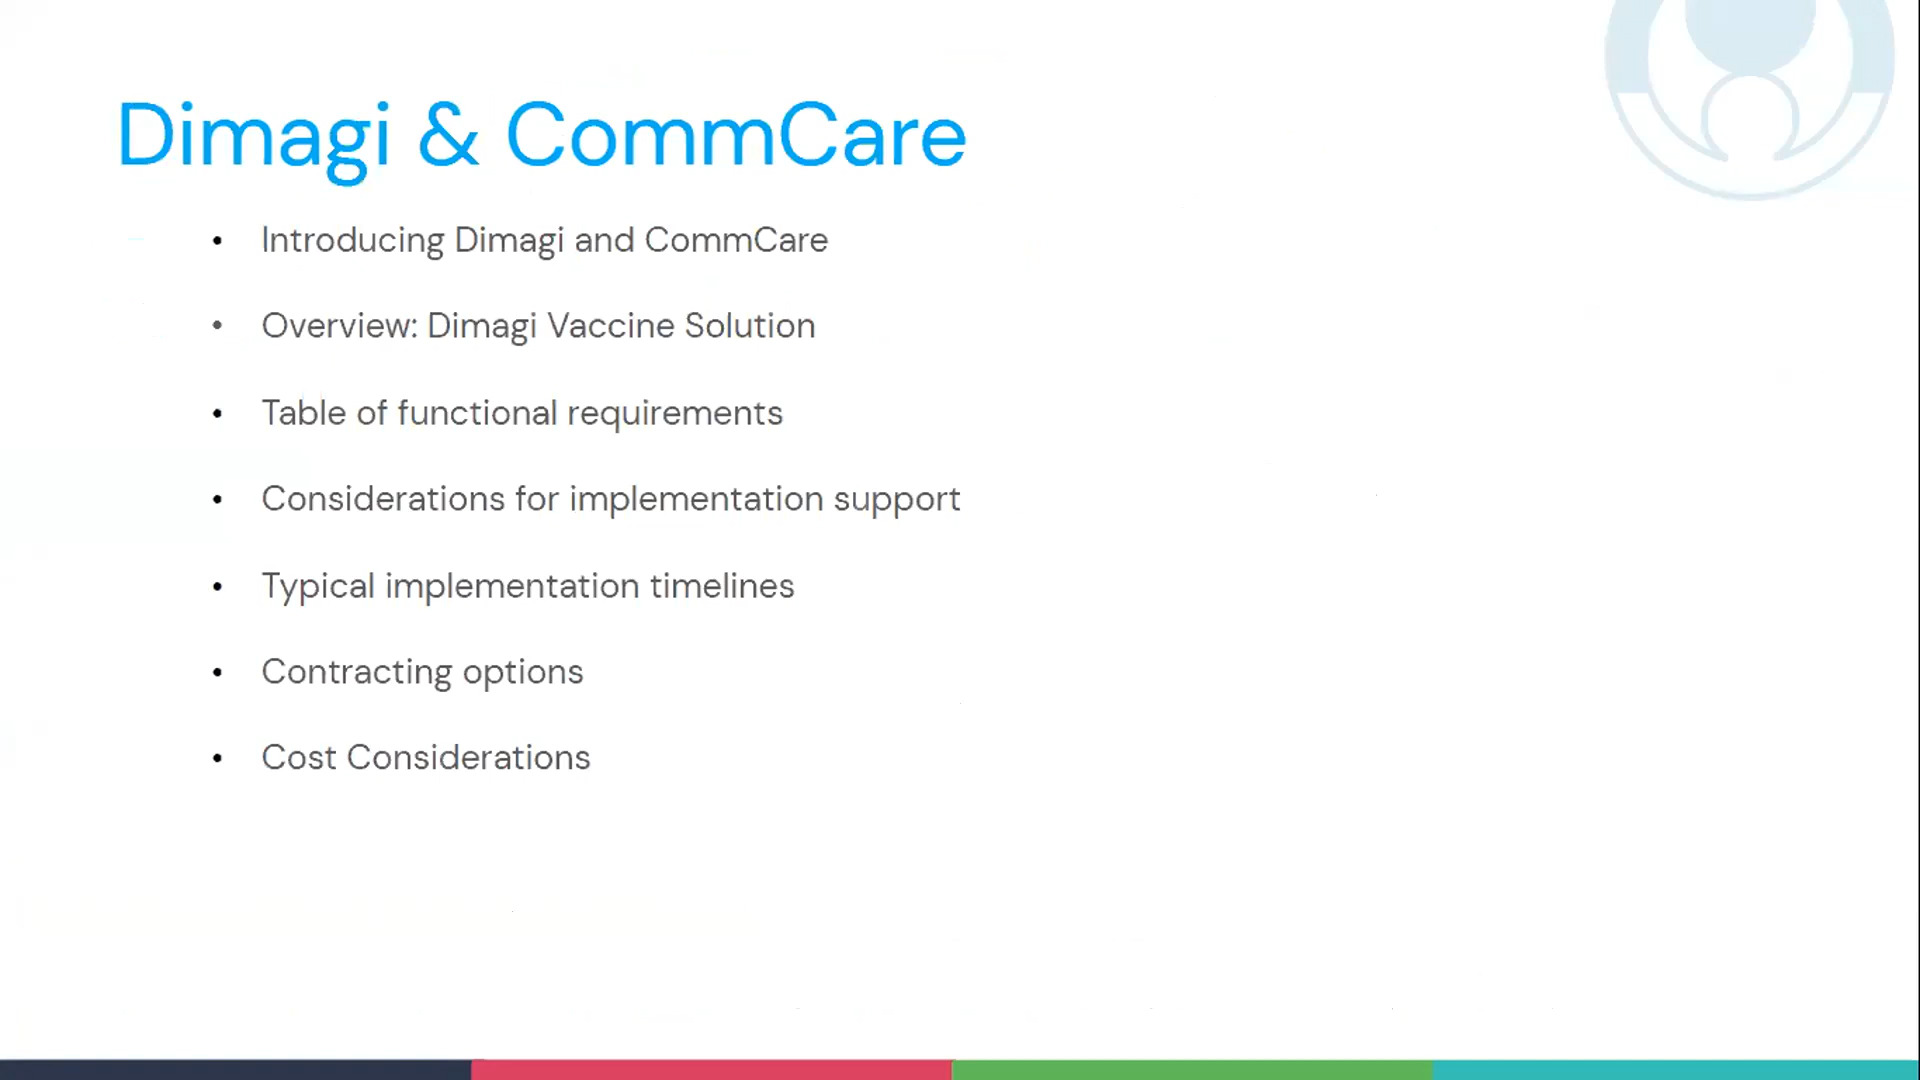 Dimagi & CommCare
• Introducing Dimagi and CommCare
• Overview: Dimagi Vaccine Solution
• Table of functional requirements
• Considerations for implementation support
• Typical implementation timelines
• Contracting options
• Cost Considerations